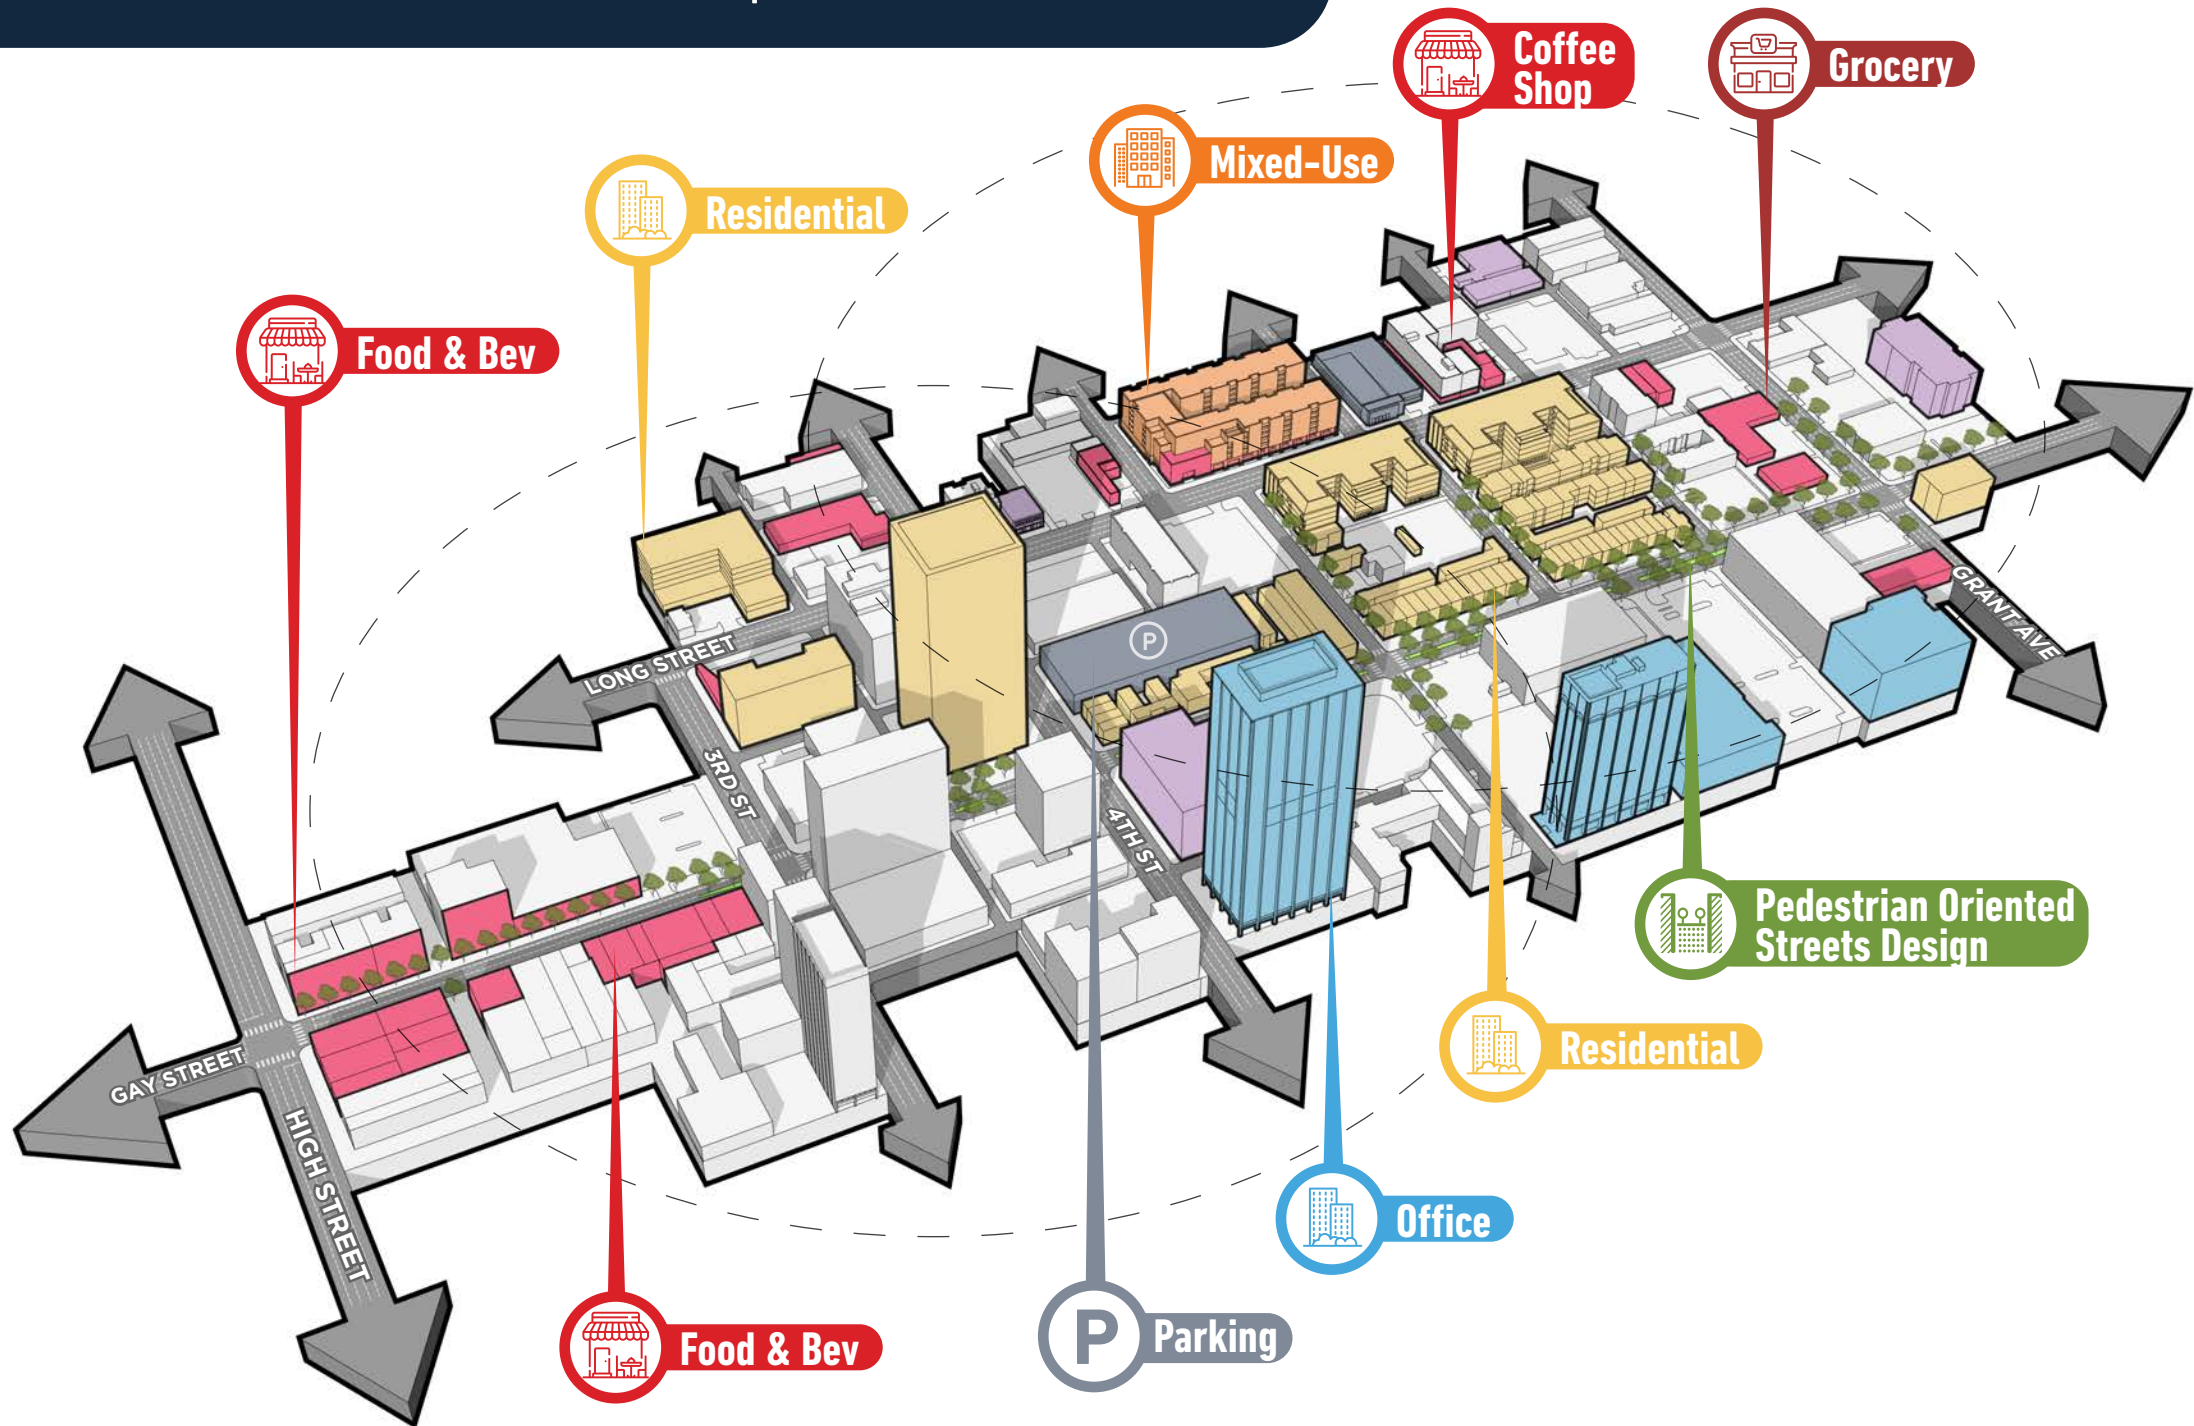 Coffee
Shop
Grocery
Mixed-Use
Residential
Food & Bev
LONG STREET
P
GRANT AVE
3RD ST
4TH ST
Pedestrian Oriented
Streets Design
GAY STREET
Residential
HIGH STREET
Office
P
Parking
Food & Bev